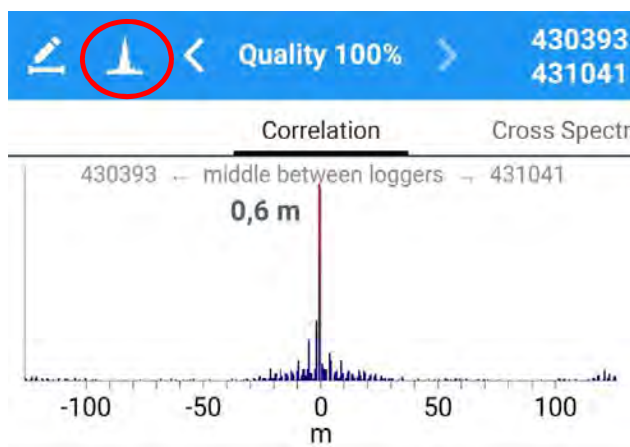 Quality 100%
430393
431041
Correlation
Cross Spectr
430393 ← middle between loggers → 431041
0,6 m
-100 -50 0 50 100
m